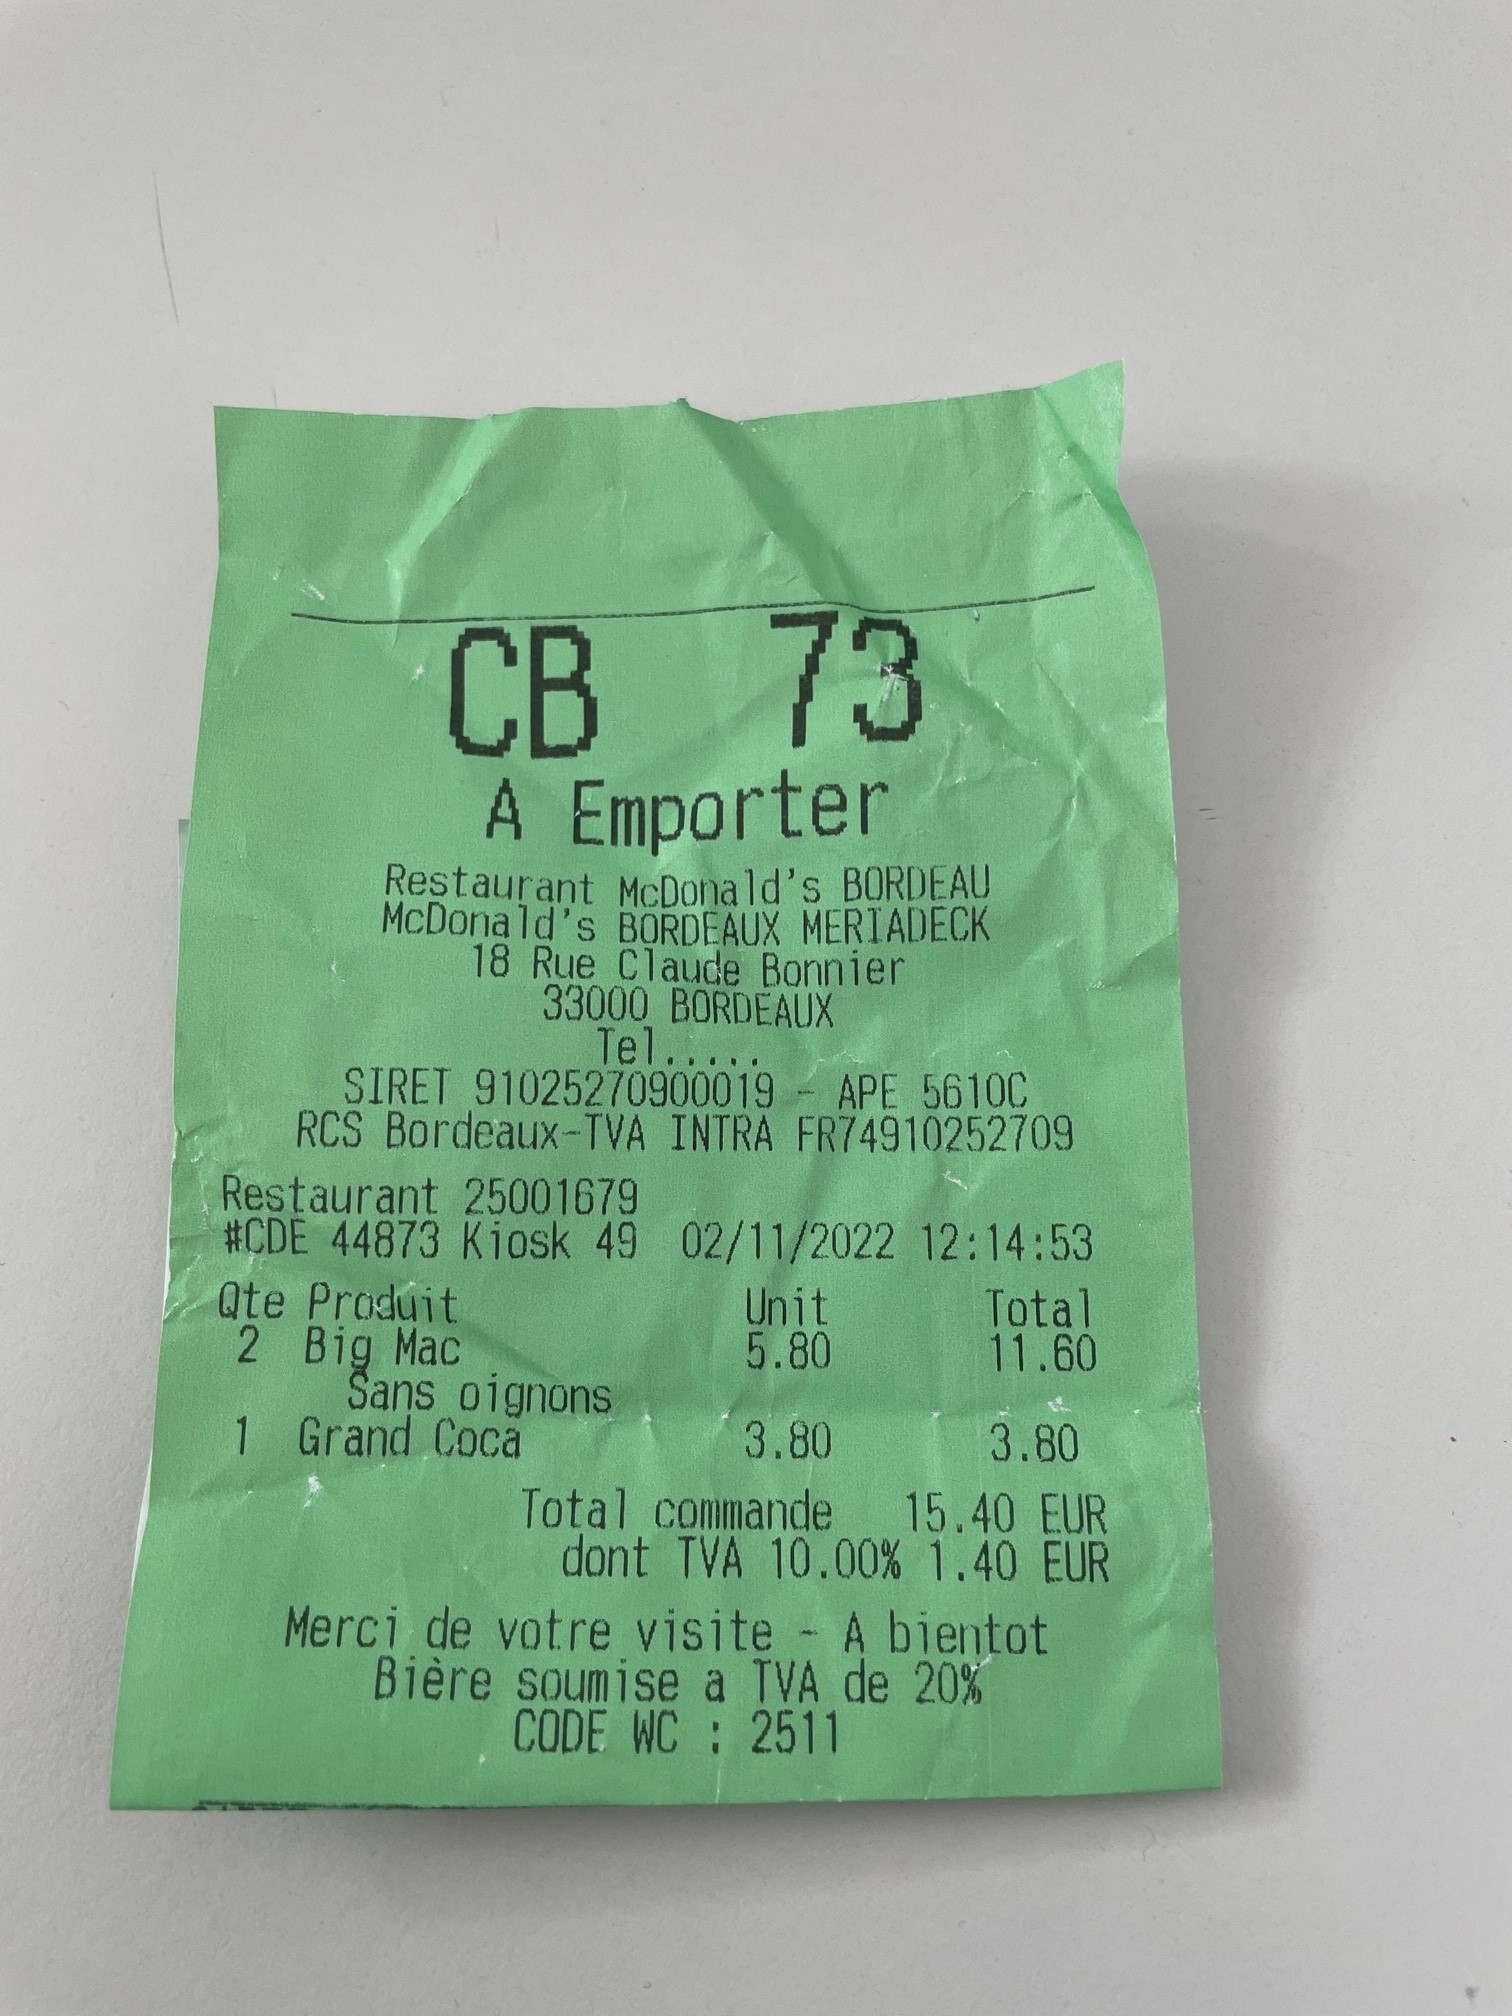 CB 73
A Emporter
Restaurant McDonald's BORDEAU
McDonald's BORDEAUX MERIADECK
18 Rue Claude Bonnier
33000 BORDEAUX
Tel.....
SIRET 91025270900019 - APE 5610C
RCS Bordeaux-TVA INTRA FR74910252709
Restaurant 25001679
#CDE 44873 Kiosk 49 02/11/2022 12:14:53
Qte Produit Unit Total
2 Big Mac 5.80 11.60
Sans oignons
1 Grand Coca 3.80 3.80
Total commande 15.40 EUR
dont TVA 10.00% 1.40 EUR
Merci de votre visite - A bientot
Bière soumise a TVA de 20%
CODE WC : 2511